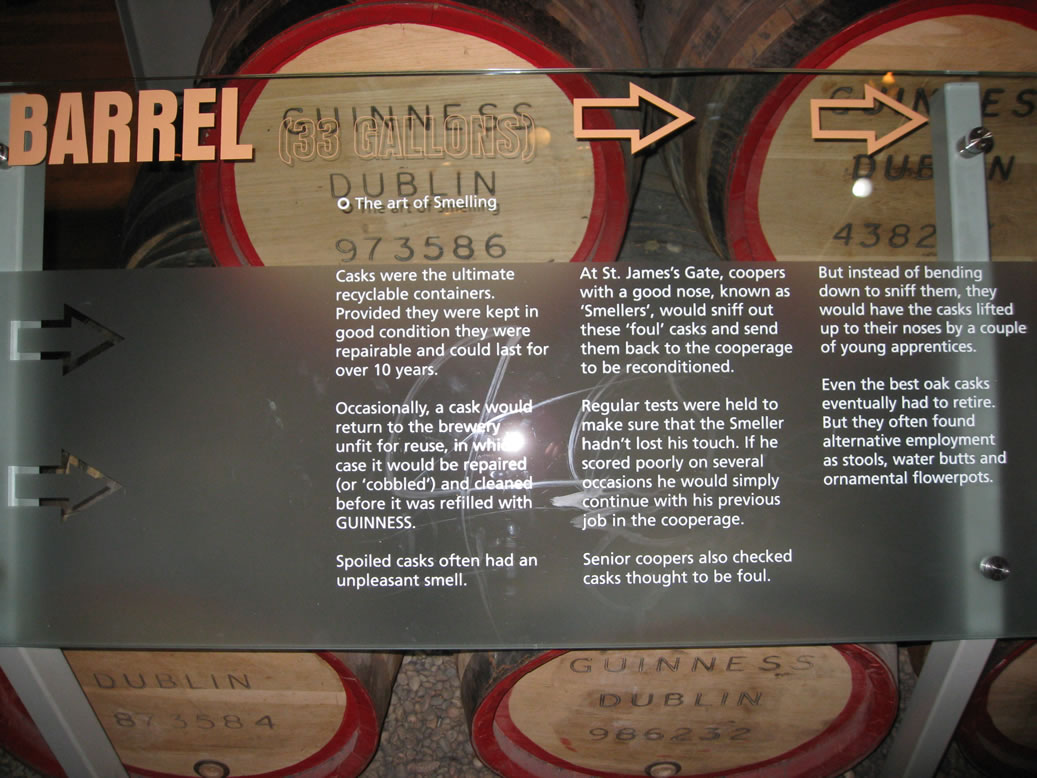 BARREL (33 GALLONS)
The art of Smelling
Casks were the ultimate
recyclable containers.
Provided they were kept in
good condition they were
repairable and could last for
over 10 years.
Occasionally, a cask would
return to the brewery
unfit for reuse, in which
case it would be repaired
(or 'cobbled') and cleaned
before it was refilled with
GUINNESS.
Spoiled casks often had an
unpleasant smell.
At St. James's Gate, coopers
with a good nose, known as
'Smellers', would sniff out
these 'foul' casks and send
them back to the cooperage
to be reconditioned.
Regular tests were held to
make sure that the Smeller
hadn't lost his touch. If he
scored poorly on several
occasions he would simply
continue with his previous
job in the cooperage.
Senior coopers also checked
casks thought to be foul.
But instead of bending
down to sniff them, they
would have the casks lifted
up to their noses by a couple
of young apprentices.
Even the best oak casks
eventually had to retire.
But they often found
alternative employment
as stools, water butts and
ornamental flowerpots.
GUINNESS
DUBLIN
973586
GUINNESS
DUBLIN
4382
DUBLIN
873584
GUINNESS
DUBLIN
986232